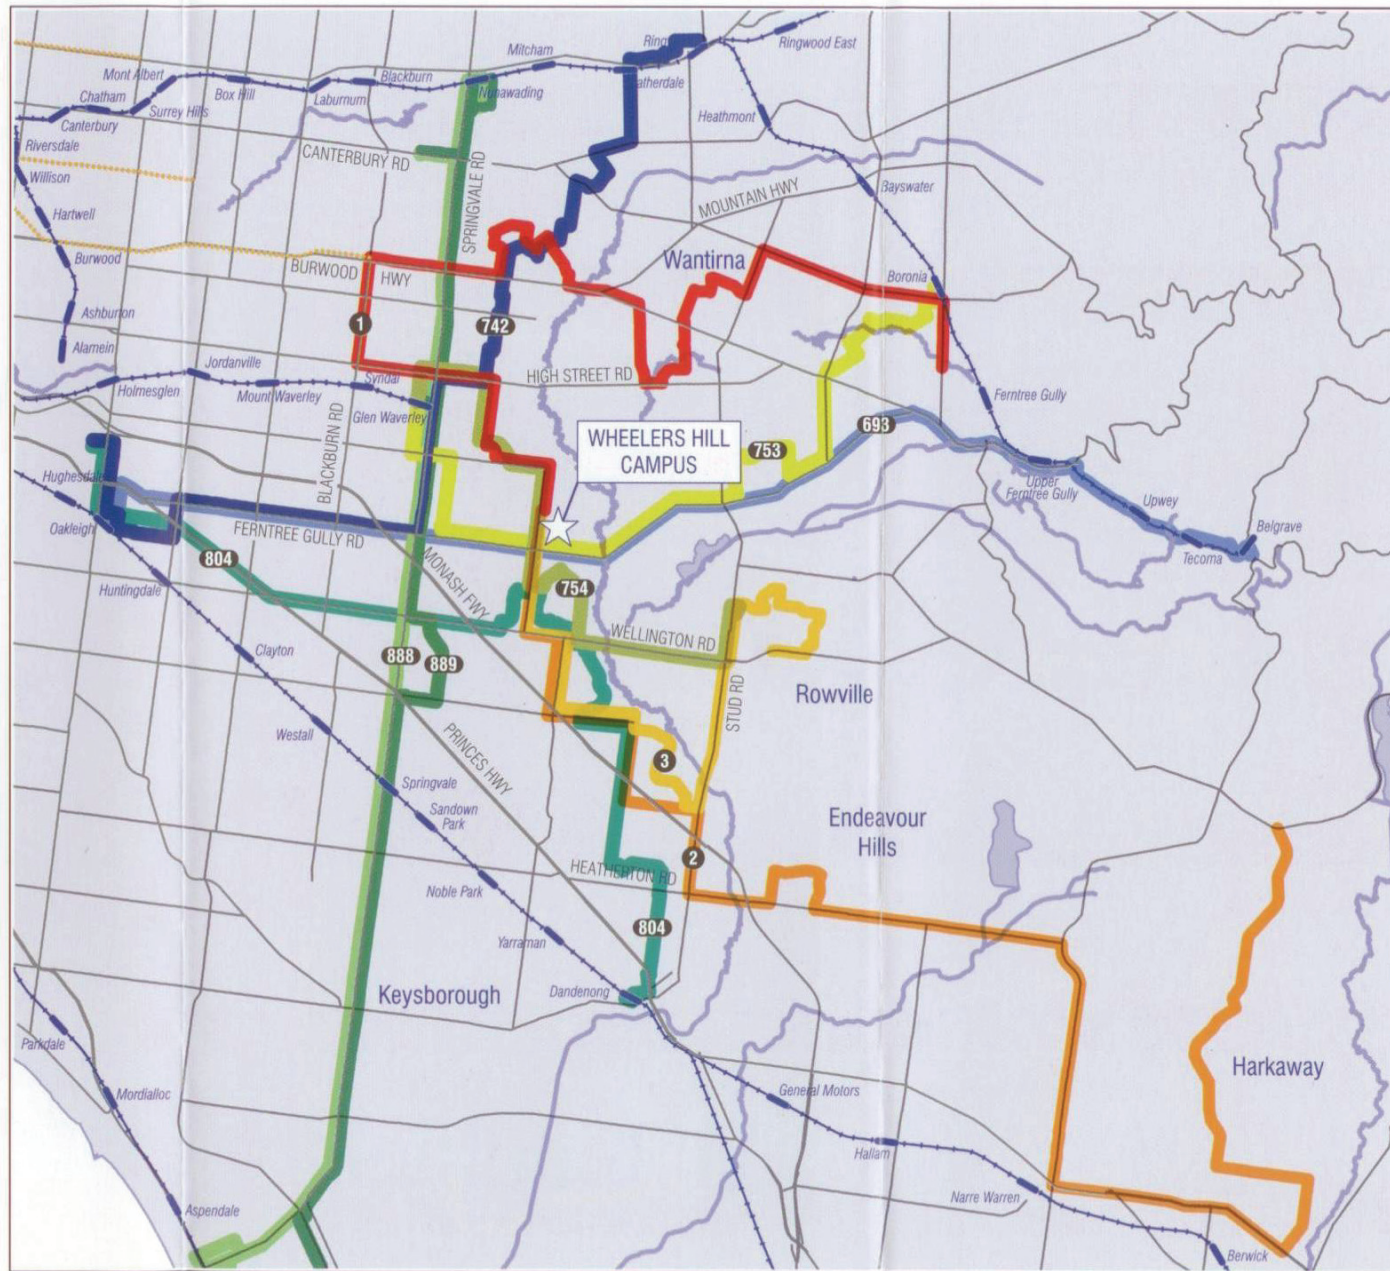 Ringwood East
Mitcham
Mont Albert
Blackburn
Box Hill
Laburnum
Nunawading
atherdale
Chatham
Surrey Hills
Canterbury
Heathmont
Riversdale
CANTERBURY RD
SPRINGVALE RD
Willison
Bayswater
MOUNTAIN HWY
Hartwell
Burwood
BURWOOD
HWY
Wantirna
Boronia
1
742
Ashburton
Alamein
Jordanville
Syndal
HIGH STREET RD
Holmesglen
Mount Waverley
Glen Waverley
Ferntree Gully
BLACKBURN RD
WHEELERS HILL
CAMPUS
693
753
Hughesdale
Upper
Ferntree Gully
Upwey
Oakleigh
FERNTREE GULLY RD
Belgrave
Tecoma
804
MONASH FWY
Huntingdale
754
WELLINGTON RD
Clayton
888
889
STUD RD
Rowville
Westall
PRINCES HWY
3
Springvale
Sandown
Park
Endeavour
Hills
2
HEATHERTON RD
Noble Park
804
Yarraman
Keysborough
Dandenong
Parkdale
Harkaway
Mordialloc
General Motors
Hallam
Narre Warren
Aspendale
Berwick